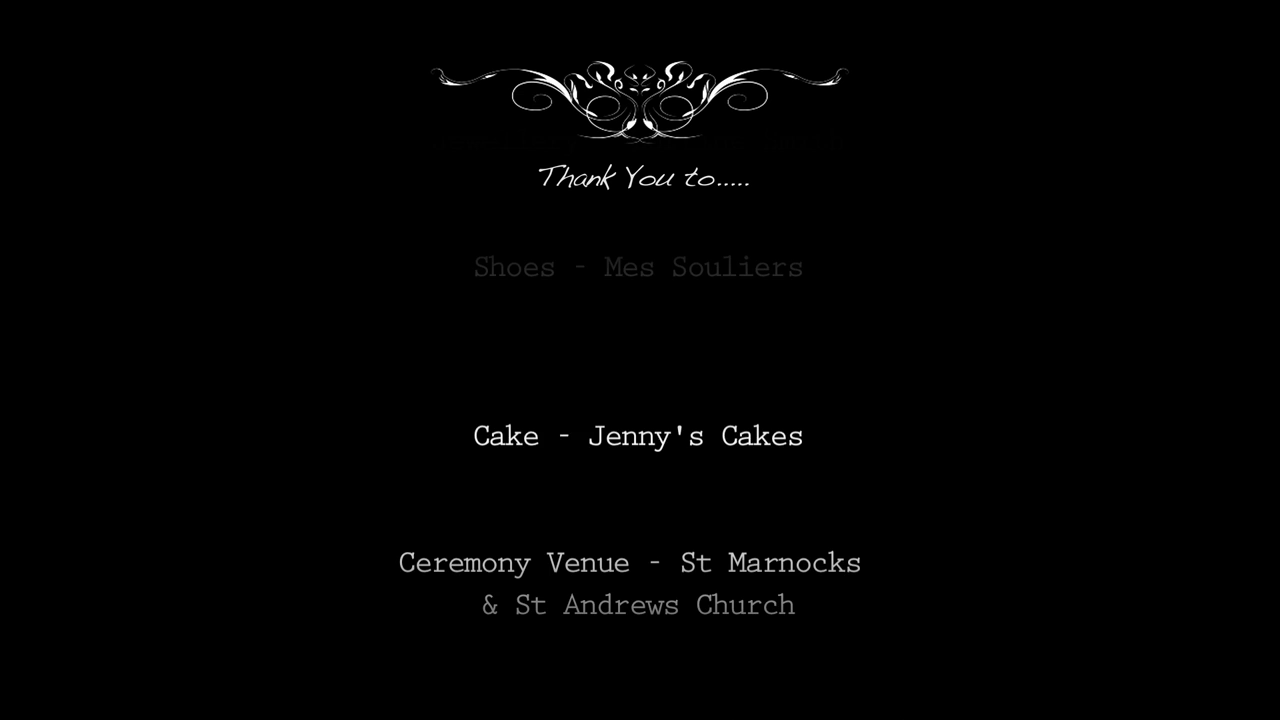 Thank You to.....
Shoes - Mes Souliers
Cake - Jenny's Cakes
Ceremony Venue - St Marnocks
& St Andrews Church